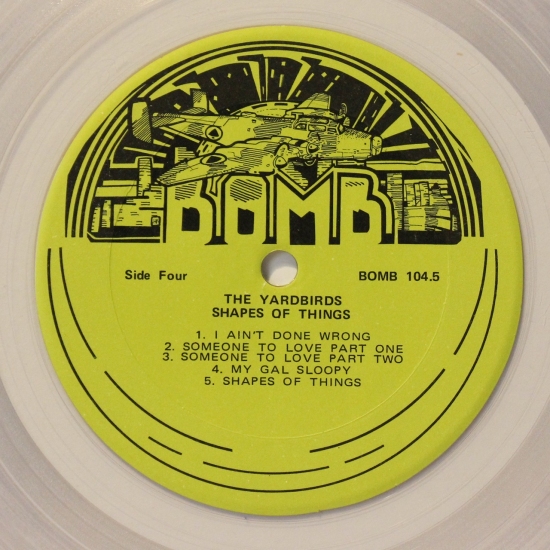 BOMB
Side Four BOMB 104.5
THE YARDBIRDS
SHAPES OF THINGS
1. I AIN'T DONE WRONG
2. SOMEONE TO LOVE PART ONE
3. SOMEONE TO LOVE PART TWO
4. MY GAL SLOOPY
5. SHAPES OF THINGS